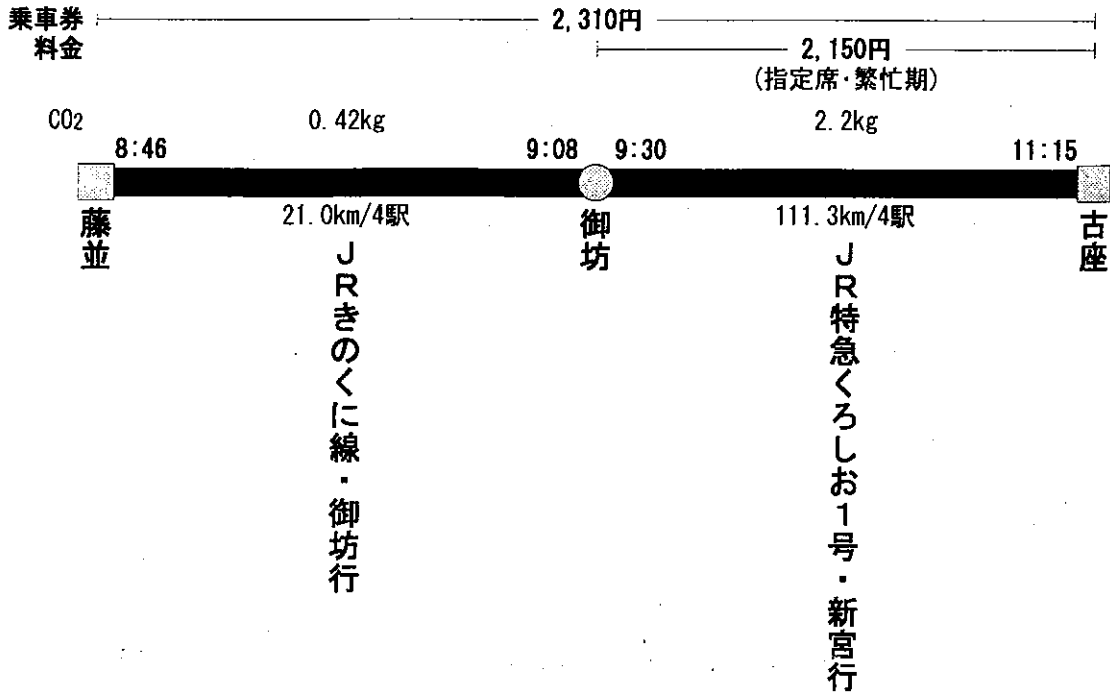 乗車券 2,310円
料金 2,150円
(指定席・繁忙期)
CO2 0.42kg 2.2kg
8:46 9:08 9:30 11:15
21.0km/4駅 111.3km/4駅
藤並
JRきのくに線・御坊行
御坊
JR特急くろしお1号・新宮行
古座